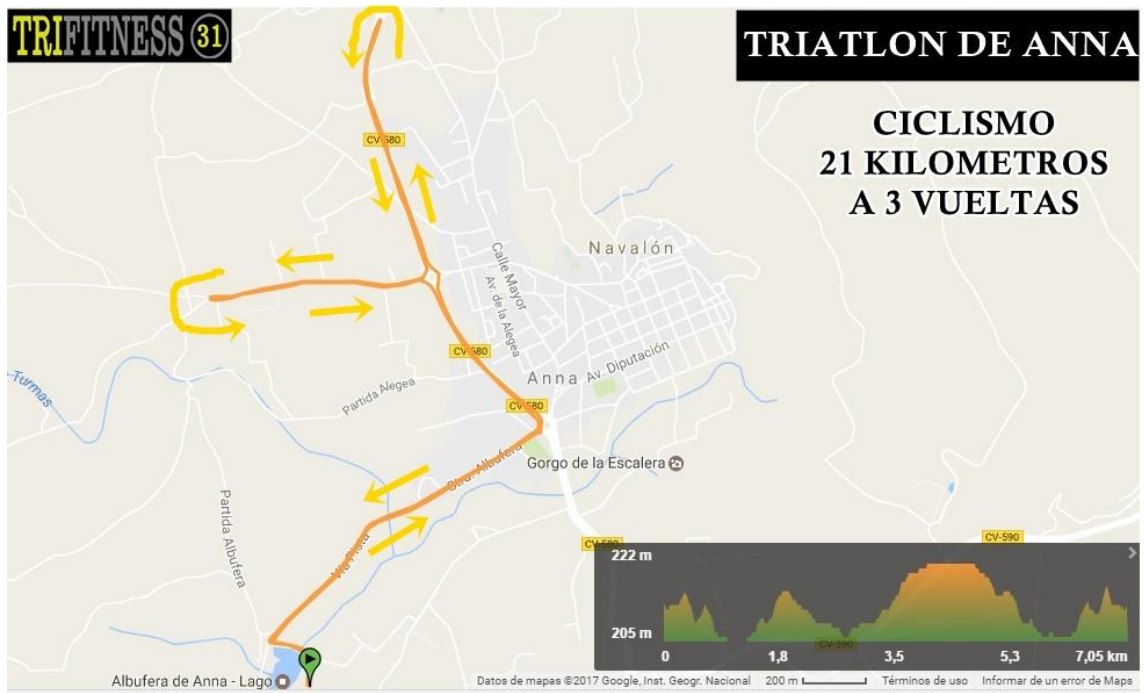 TRIFITNESS 31
TRIATLON DE ANNA
CICLISMO
21 KILOMETROS
A 3 VUELTAS
CV-580
Navalón
Calle Mayor
Av. de la Alegea
CV-580
Anna
Av. Diputación
Turmas
Partida Negea
CV-580
Ctra. Albufera
Gorgo de la Escalera
Partida Albufera
Vía Pista
CV-580
CV-590
222 m
205 m
CV-590
0 1,8 3,5 5,3 7,05 km
Albufera de Anna - Lago
Datos de mapas ©2017 Google, Inst. Geogr. Nacional 200 m Términos de uso Informar de un error de Maps